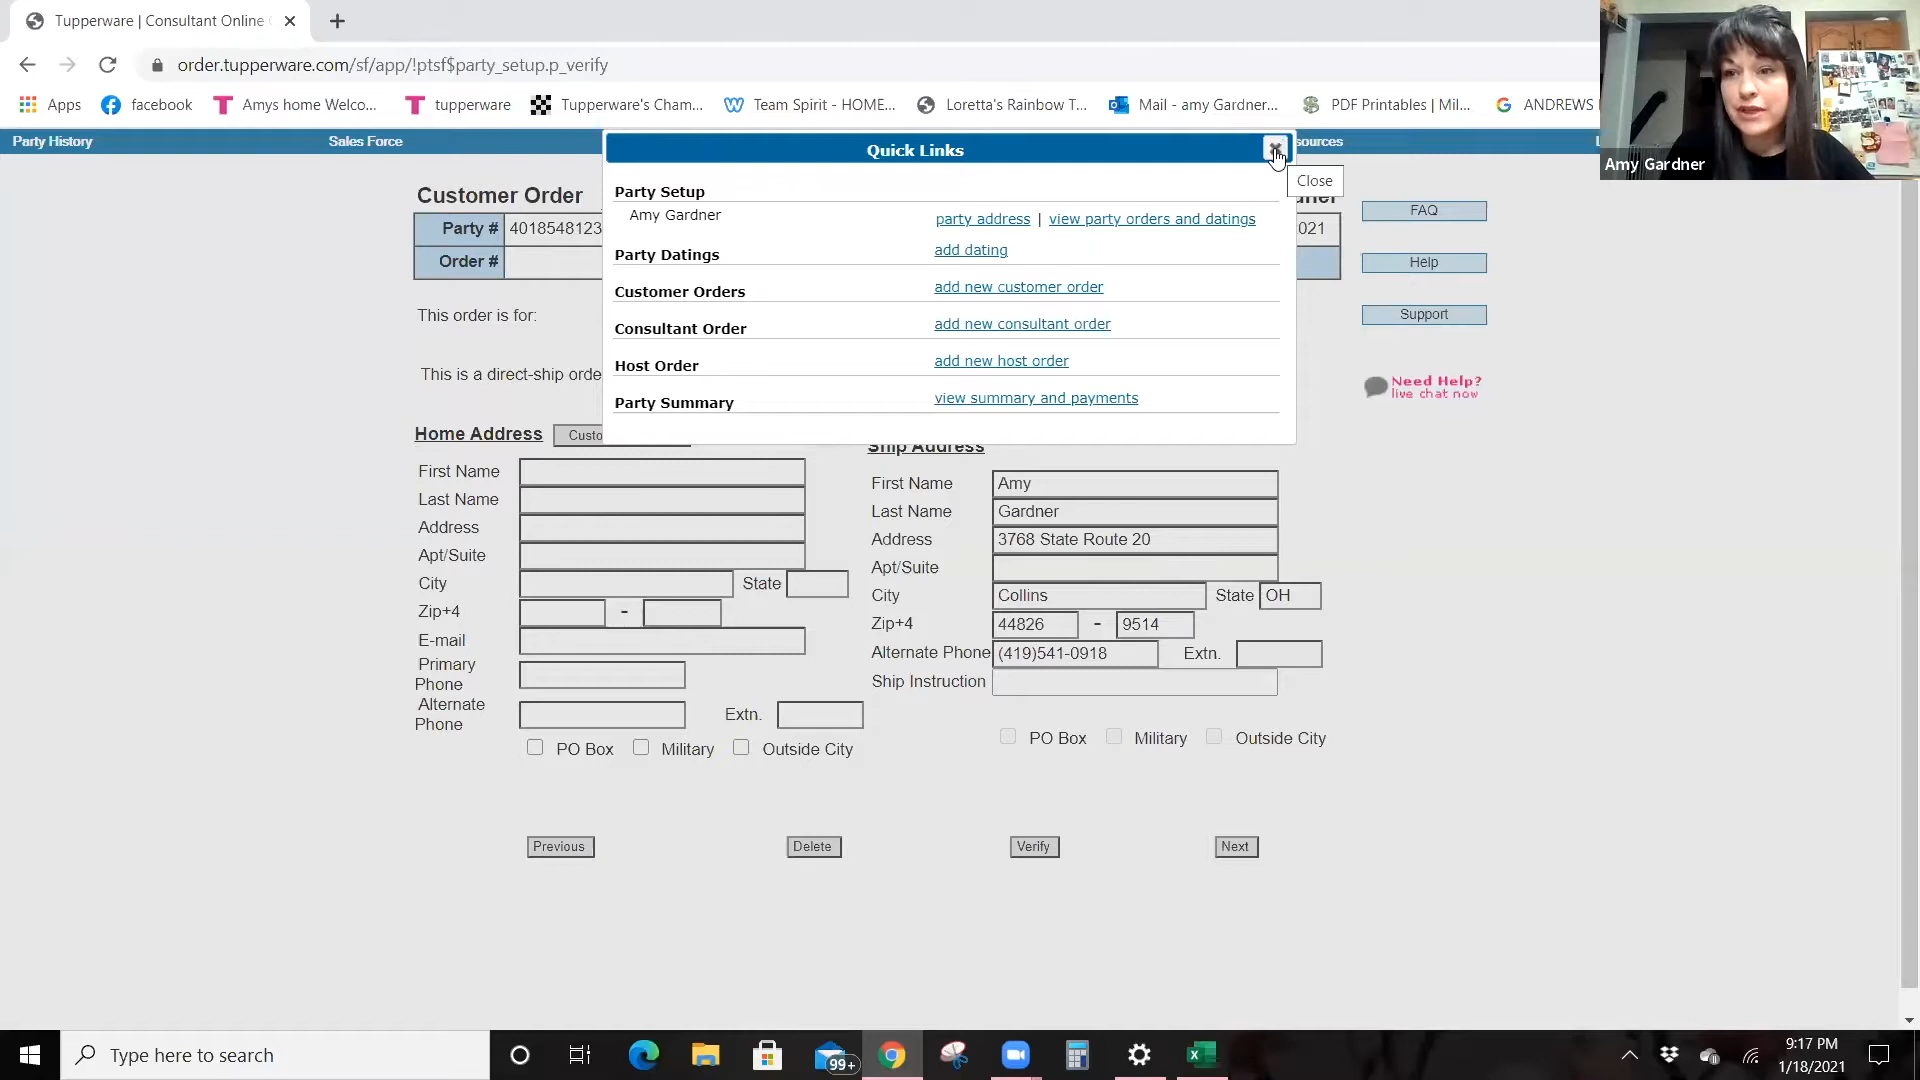 Tupperware | Consultant Online
order.tupperware.com/sf/app/!ptsf$party_setup.p_verify
Apps facebook Amys home Welco... tupperware Tupperware's Cham... Team Spirit - HOME... Loretta's Rainbow T... Mail - amy Gardner... PDF Printables | Mil... ANDREWS
Amy Gardner
Party History Sales Force
Quick Links
Close
Party Setup
Amy Gardner party address | view party orders and datings
Party Datings add dating
Customer Orders add new customer order
Consultant Order add new consultant order
Host Order add new host order
Party Summary view summary and payments
Customer Order
Party # 4018548123 021
Order #
This order is for:
This is a direct-ship orde
FAQ
Help
Support
Need Help?
live chat now
Home Address Custo
First Name
Last Name
Address
Apt/Suite
City State
Zip+4 -
E-mail
Primary
Phone
Alternate
Phone Extn.
PO Box Military Outside City
Ship Address
First Name Amy
Last Name Gardner
Address 3768 State Route 20
Apt/Suite
City Collins State OH
Zip+4 44826 - 9514
Alternate Phone (419)541-0918 Extn.
Ship Instruction
PO Box Military Outside City
Previous Delete Verify Next
Type here to search
99+
9:17 PM
1/18/2021